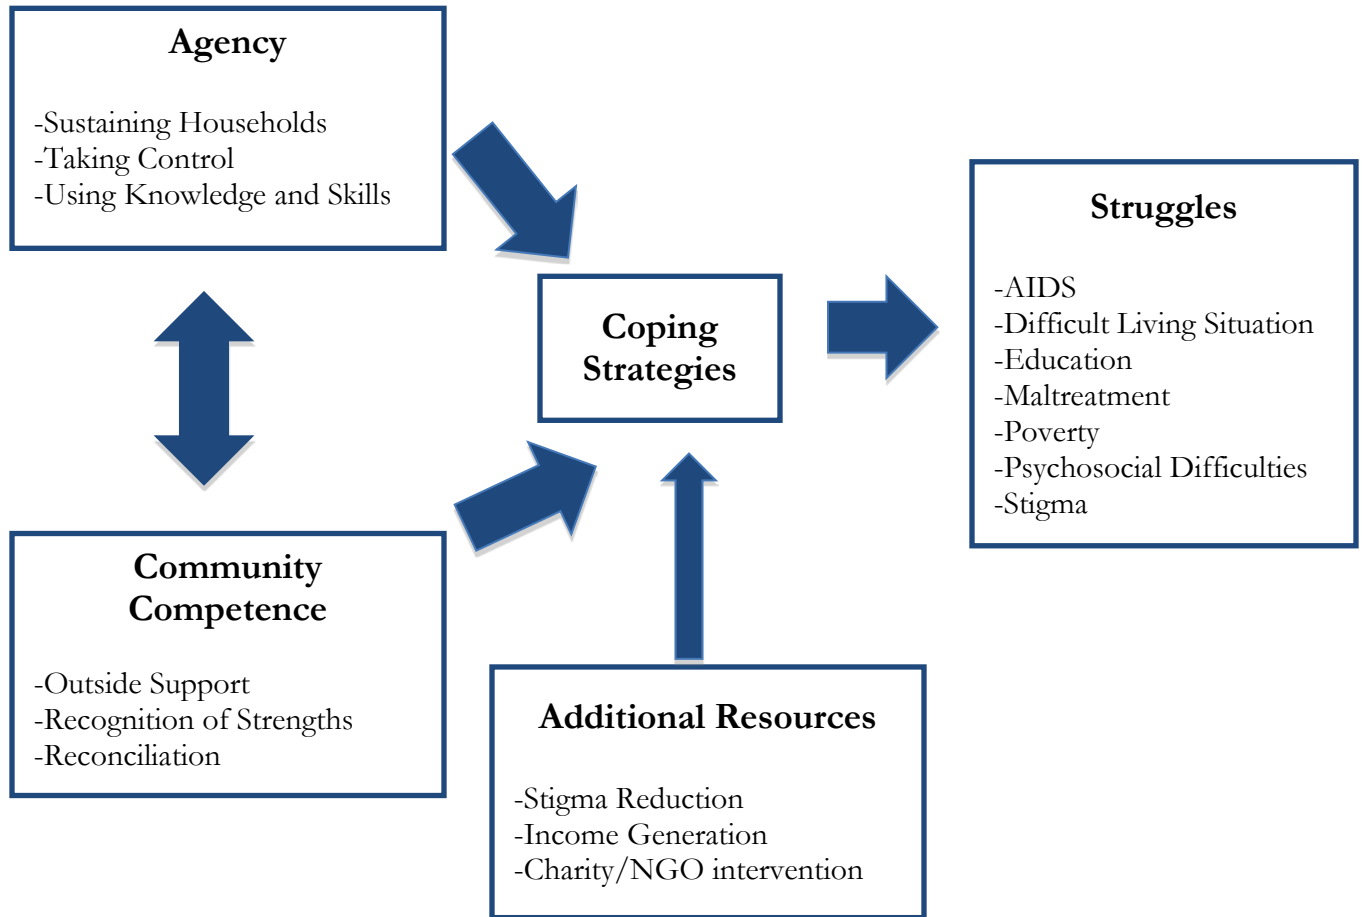 Agency
-Sustaining Households
-Taking Control
-Using Knowledge and Skills
Coping
Strategies
Struggles
-AIDS
-Difficult Living Situation
-Education
-Maltreatment
-Poverty
-Psychosocial Difficulties
-Stigma
Community
Competence
-Outside Support
-Recognition of Strengths
-Reconciliation
Additional Resources
-Stigma Reduction
-Income Generation
-Charity/NGO intervention